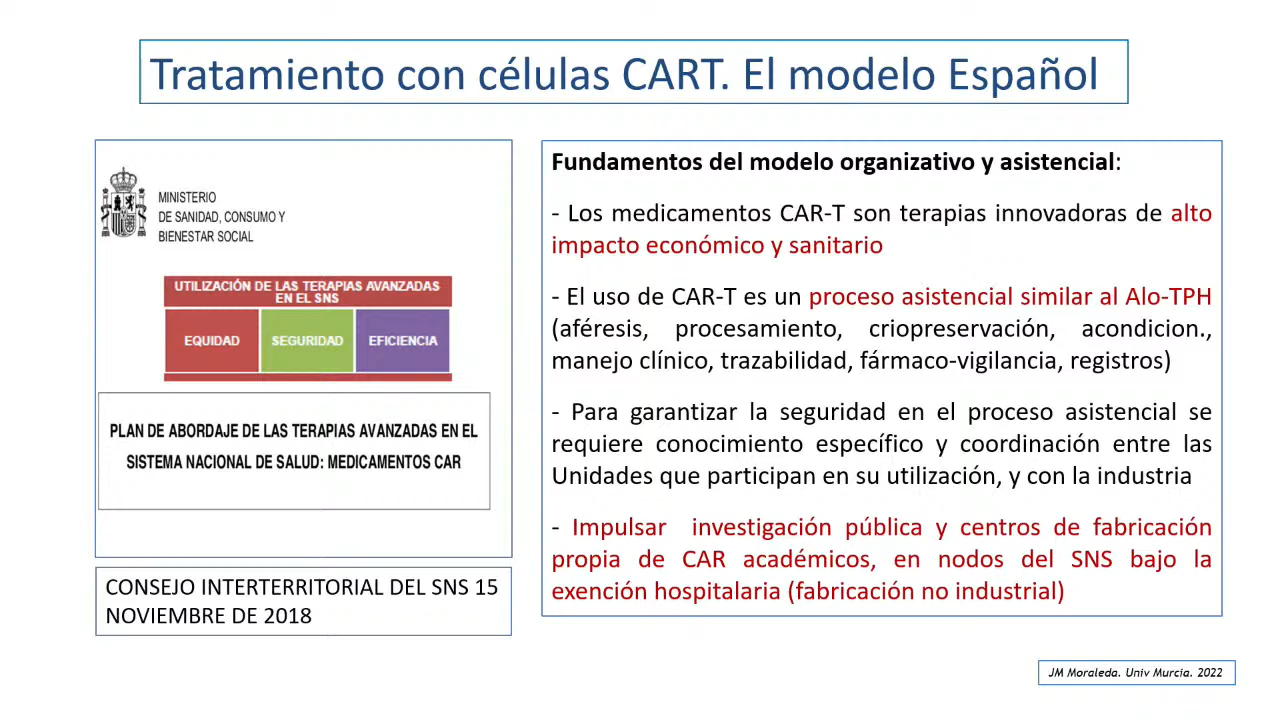 Tratamiento con células CART. El modelo Español
MINISTERIO
DE SANIDAD, CONSUMO Y
BIENESTAR SOCIAL
UTILIZACIÓN DE LAS TERAPIAS AVANZADAS
EN EL SNS
EQUIDAD
SEGURIDAD
EFICIENCIA
PLAN DE ABORDAJE DE LAS TERAPIAS AVANZADAS EN EL
SISTEMA NACIONAL DE SALUD: MEDICAMENTOS CAR
CONSEJO INTERTERRITORIAL DEL SNS 15
NOVIEMBRE DE 2018
Fundamentos del modelo organizativo y asistencial:
- Los medicamentos CAR-T son terapias innovadoras de alto
impacto económico y sanitario
- El uso de CAR-T es un proceso asistencial similar al Alo-TPH
(aféresis, procesamiento, criopreservación, acondicion.,
manejo clínico, trazabilidad, fármaco-vigilancia, registros)
- Para garantizar la seguridad en el proceso asistencial se
requiere conocimiento específico y coordinación entre las
Unidades que participan en su utilización, y con la industria
- Impulsar investigación pública y centros de fabricación
propia de CAR académicos, en nodos del SNS bajo la
exención hospitalaria (fabricación no industrial)
JM Moraleda. Univ Murcia. 2022